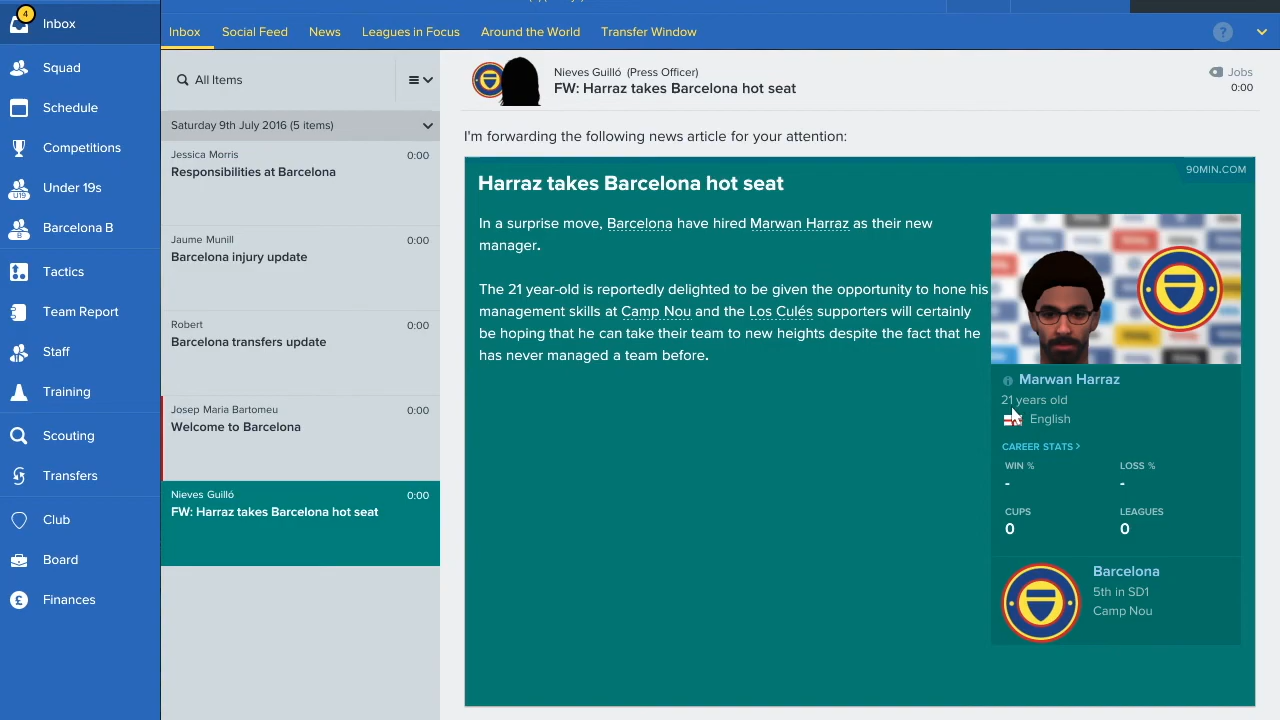 4
Inbox
Squad
Schedule
Competitions
U19
Under 19s
B
Barcelona B
Tactics
Team Report
Staff
Training
Scouting
Transfers
Club
Board
£
Finances
Inbox Social Feed News Leagues in Focus Around the World Transfer Window
?
All Items
Saturday 9th July 2016 (5 items)
Jessica Morris 0:00
Responsibilities at Barcelona
Jaume Munill 0:00
Barcelona injury update
Robert 0:00
Barcelona transfers update
Josep Maria Bartomeu 0:00
Welcome to Barcelona
Nieves Guilló 0:00
FW: Harraz takes Barcelona hot seat
Nieves Guilló (Press Officer)
FW: Harraz takes Barcelona hot seat
Jobs
0:00
I'm forwarding the following news article for your attention:
90MIN.COM
Harraz takes Barcelona hot seat
In a surprise move, Barcelona have hired Marwan Harraz as their new
manager.
The 21 year-old is reportedly delighted to be given the opportunity to hone his
management skills at Camp Nou and the Los Culés supporters will certainly
be hoping that he can take their team to new heights despite the fact that he
has never managed a team before.
Marwan Harraz
21 years old
English
CAREER STATS >
WIN % LOSS %
- -
CUPS LEAGUES
0 0
Barcelona
5th in SD1
Camp Nou